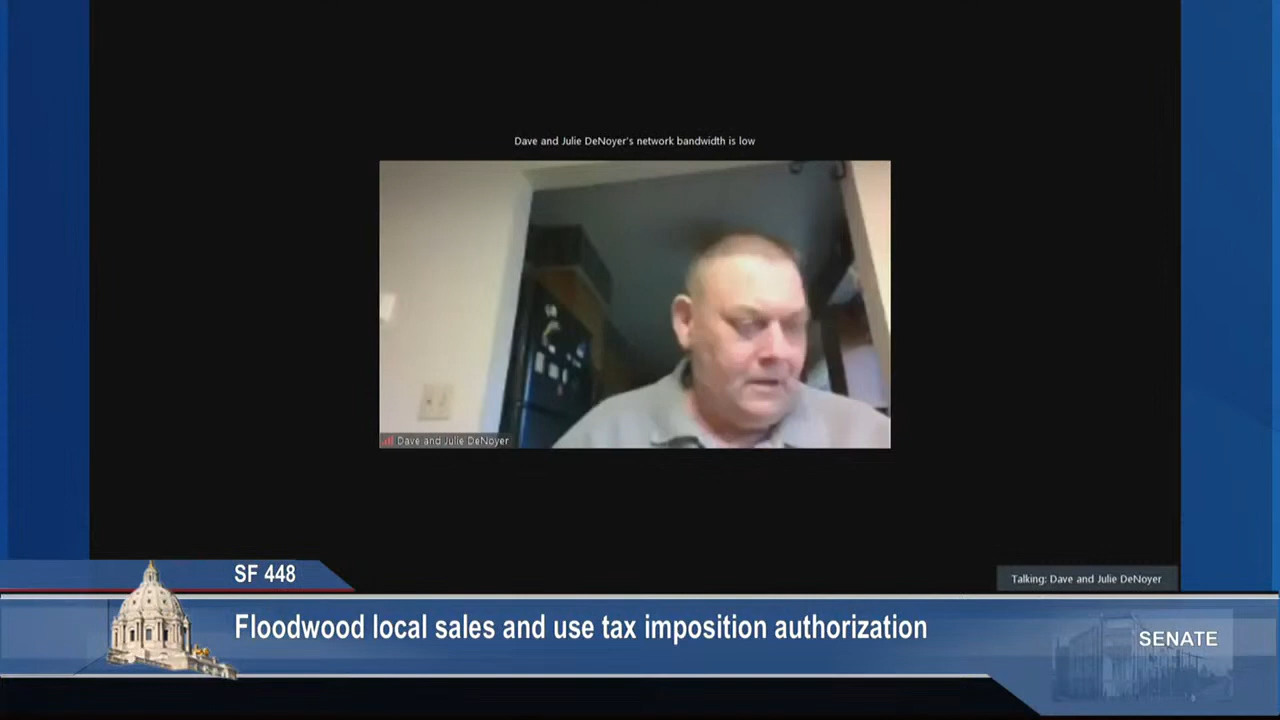 Dave and Julie DeNoyer's network bandwidth is low
Dave and Julie DeNoyer
Talking: Dave and Julie DeNoyer
SF 448
Floodwood local sales and use tax imposition authorization
SENATE